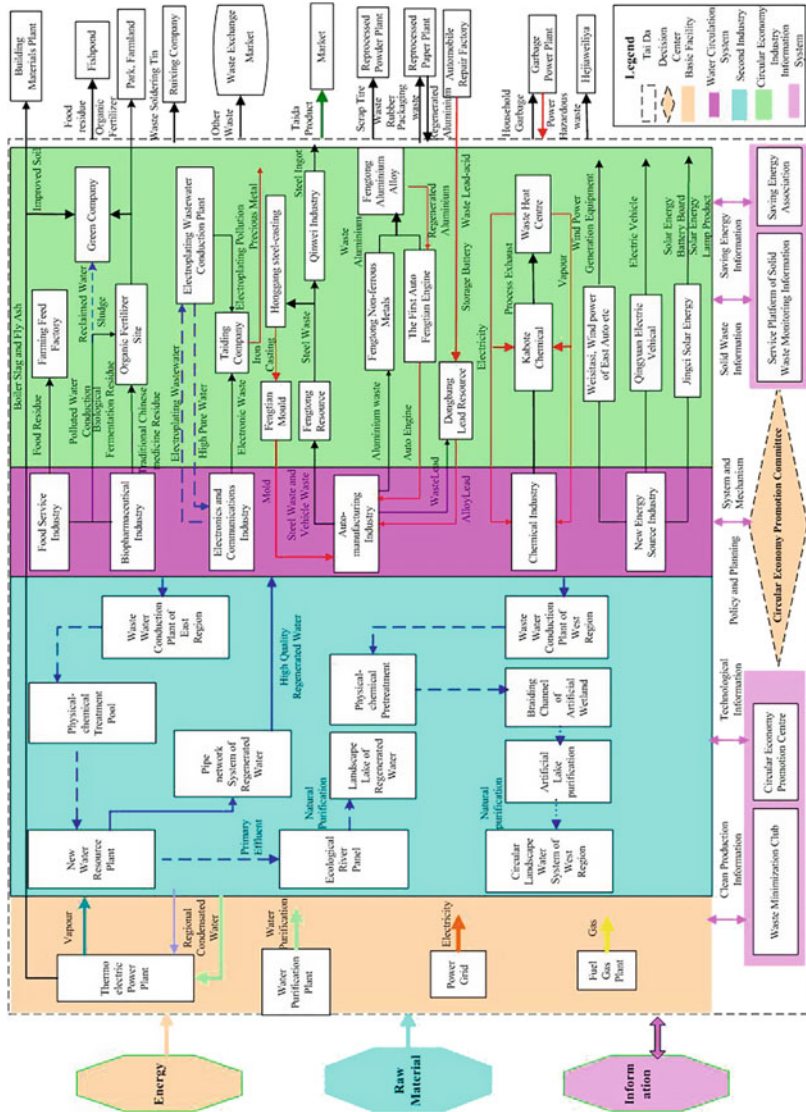 Legend
Tai Da
Decision
Center
Basic Facility
Water Circulation
System
Second Industry
Circular Economy
Industry
Information
System
Building
Materials Plant
Fishpond
Park, Farmland
Ruixing Company
Waste Exchange
Market
Market
Reprocessed
Powder Plant
Reprocessed
Paper Plant
Automobile
Repair Factory
Garbage
Power Plant
Hejiaweiliya
Food
residue
Organic
Fertilizer
Waste Soldering Tin
Other
Waste
Taida
Product
Scrap Tire
Waste
Rubber
Packaging
waste
Regenerated
Aluminium
Household
Garbage
Power
Hazardous
waste
Boiler Slag and Fly Ash
Improved Soil
Green Company
Farming Feed
Factory
Organic Fertilizer
Site
Food Residue
Reclaimed Water
Sludge
Polluted Water
Conduction
Biological
Fermentation Residue
Traditional Chinese
medicine Residue
Electroplating Wastewater
Conduction Plant
Electroplating Wastewater
High Pure Water
Taiding
Company
Electronic Waste
Electroplating Pollution
Precious Metal
Iron
Casting
Honggang steel-casting
Fengtian
Mould
Mold
Qinwei Industry
Steel Ingot
Steel Waste
Fengtong
Resource
Steel Waste and
Vehicle Waste
Fengtong
Aluminium
Alloy
Waste
Aluminium
Fengtong Non-ferrous
Metals
Aluminium waste
Regenerated
Aluminium
The First Auto
Fengtian Engine
Auto Engine
Storage Battery
Waste Lead-acid
Dongbang
Lead Resource
WasteLead
AlloyLead
Waste Heat
Centre
Process Exhaust
Vapour
Electricity
Kabote
Chemical
Wind Power
Generation Equipment
Weisitasi, Wind power
of East Auto etc
Electric Vehicle
Qingyuan Electric
Vehical
Solar Energy
Battery Board
Solar Energy
Lamp Product
Jingci Solar Energy
Food Service
Industry
Biopharmaceutical
Industry
Electronics and
Communications
Industry
Auto-
manufacturing
Industry
Chemical Industry
New Energy
Source Industry
Waste
Water
Conduction
Plant of
East Region
Physical-
chemical
Treatment
Pool
New
Water
Resource
Plant
Pipe
network
System of
Regenerated
Water
High Quality
Regenerated Water
Primary
Effluent
Natural
Purification
Ecological
River
Panel
Landscape
Lake of
Regenerated
Water
Physical-
chemical
Pretreatment
Waste
Water
Conduction
Plant of
West Region
Braiding
Channel
of
Artificial
Wetland
Artificial
Lake
purification
Natural
purification
Circular
Landscape
Water
System of
West
Region
Vapour
Regional
Condensated
Water
Thermo
electric
Power
Plant
Water
Purification
Water
Purification
Plant
Electricity
Power
Grid
Gas
Fuel
Gas
Plant
Energy
Raw
Material
Inform
ation
Saving Energy
Information
Saving Energy
Association
Solid Waste
Information
Service Platform of Solid
Waste Monitoring Information
System and
Mechanism
Policy and
Planning
Circular Economy Promotion Committee
Technological
Information
Circular Economy
Promotion Centre
Clean Production
Information
Waste Minimization Club